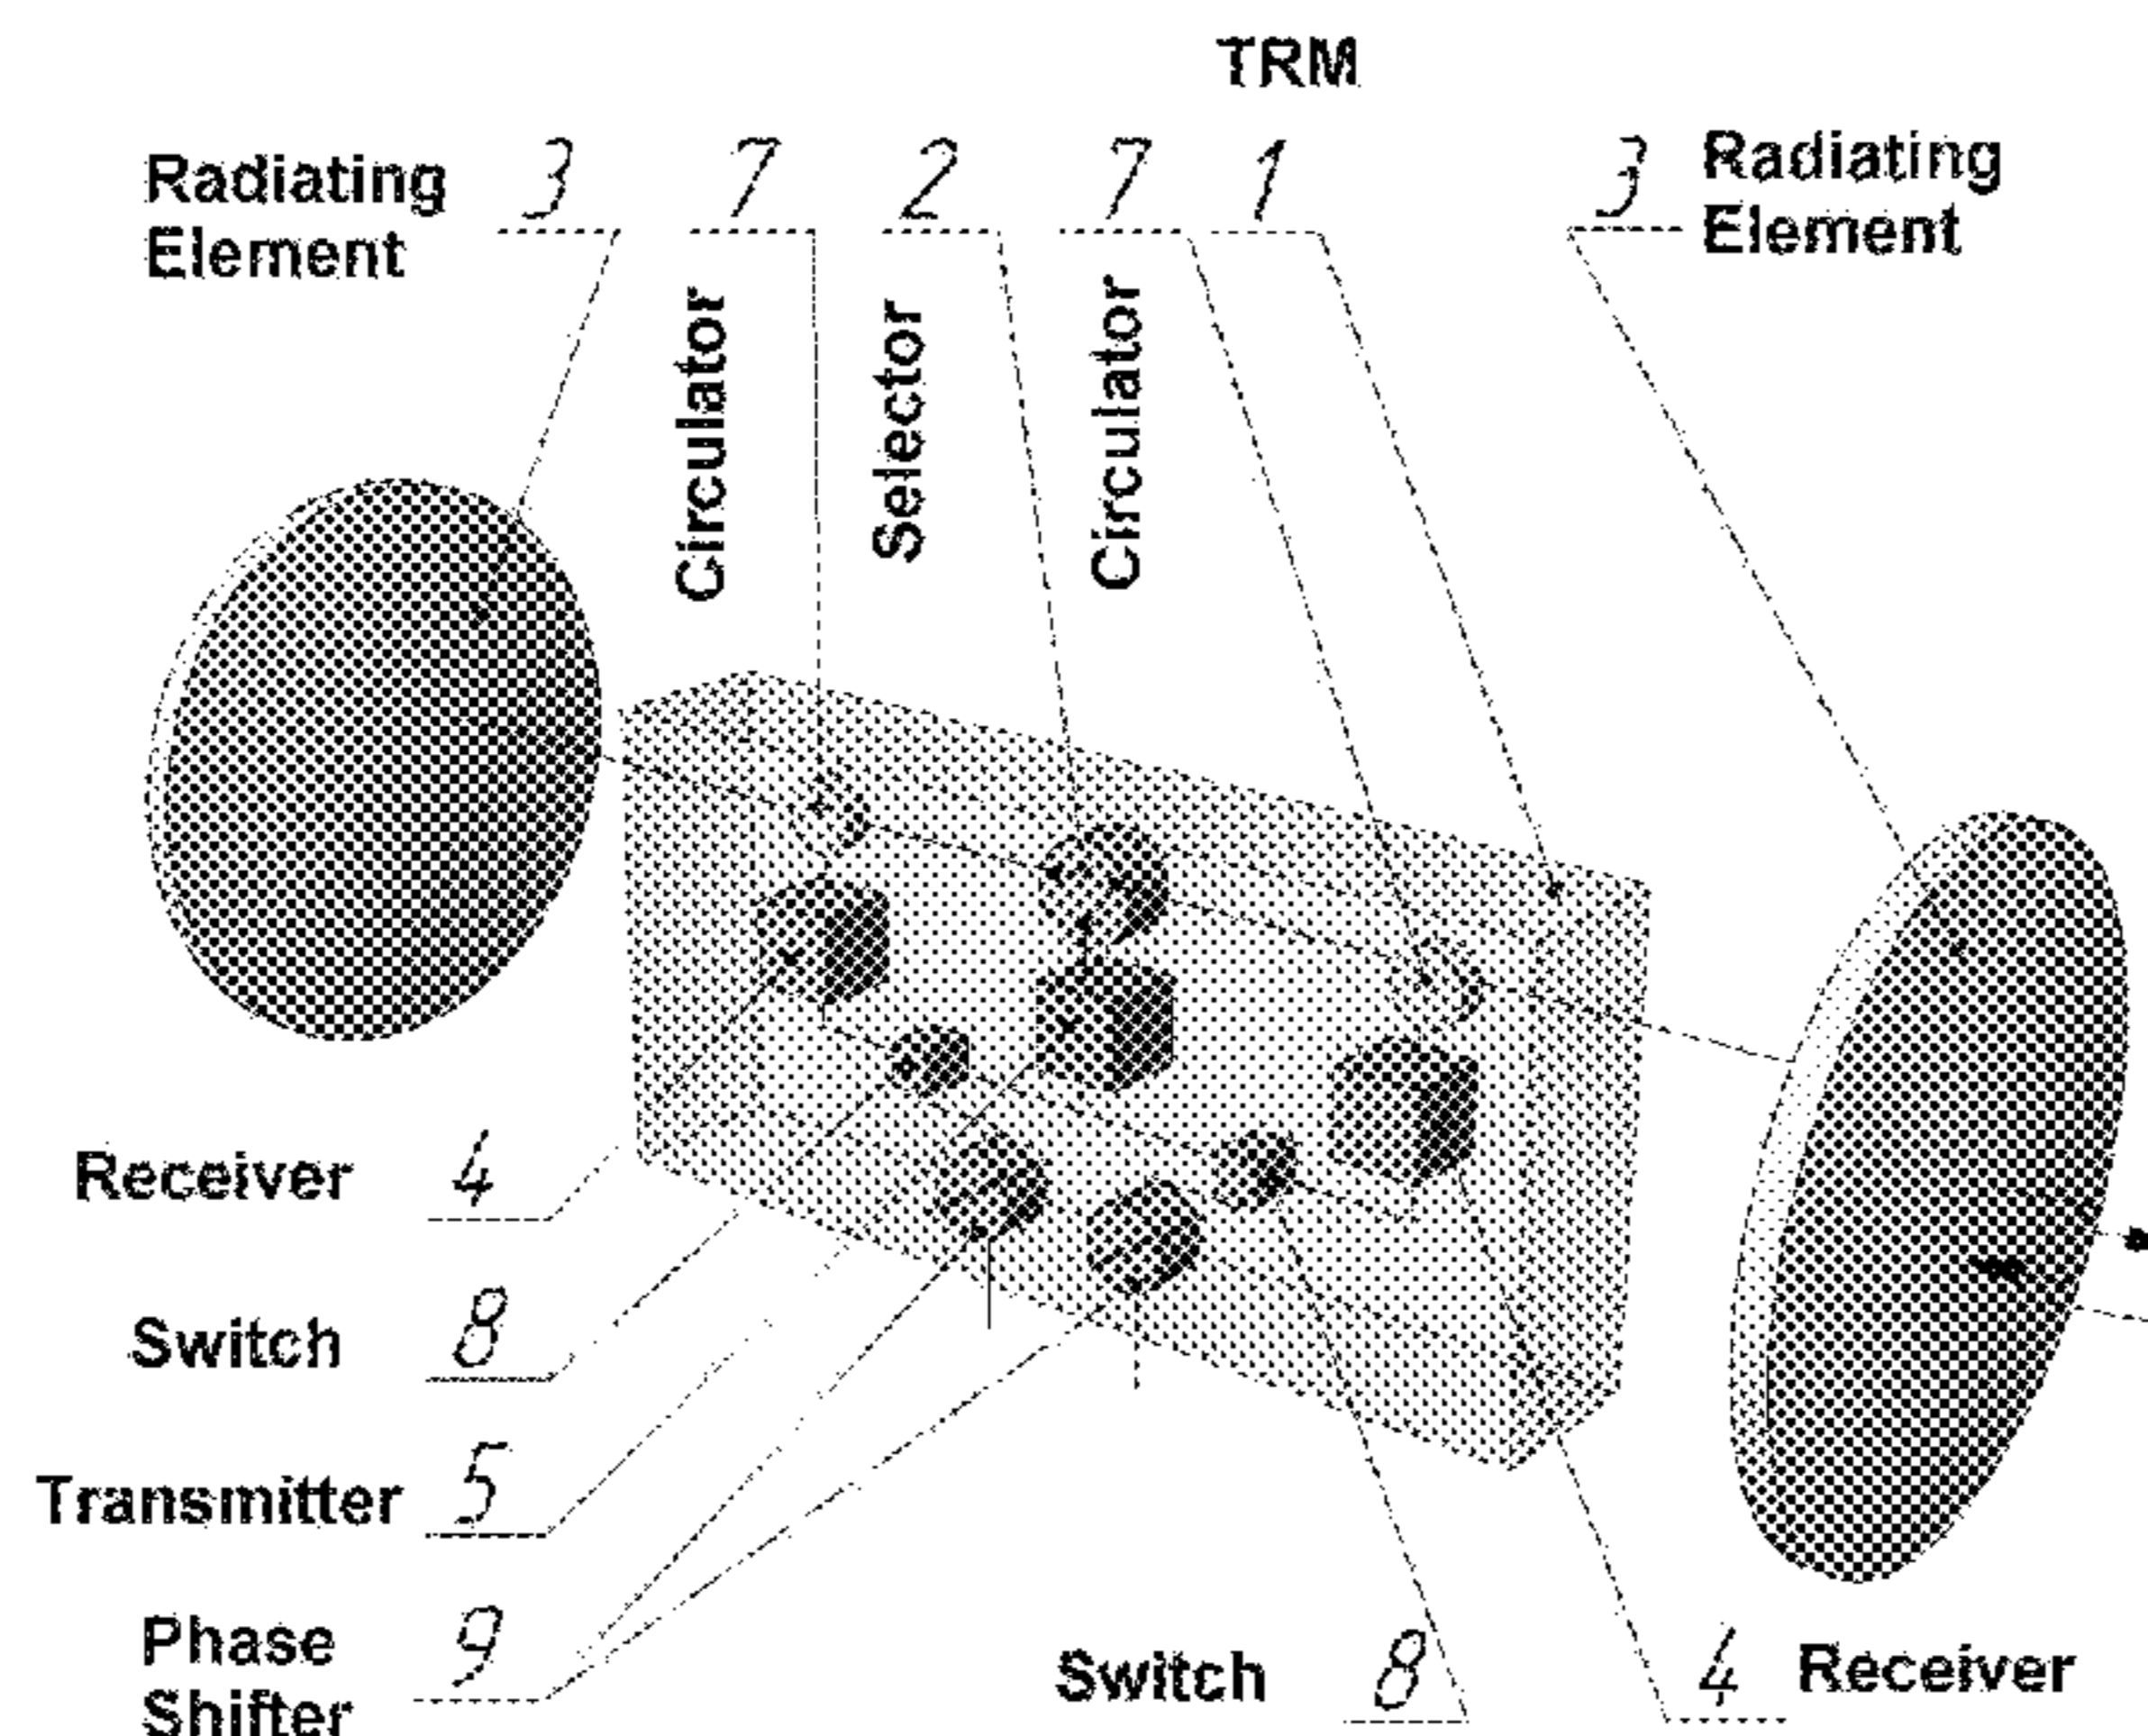 TRM
Radiating
Element
3
7
2
7
1
3
Radiating
Element
Circulator
Selector
Circulator
Receiver
4
Switch
8
Transmitter
5
Phase
Shifter
9
Switch
8
4
Receiver